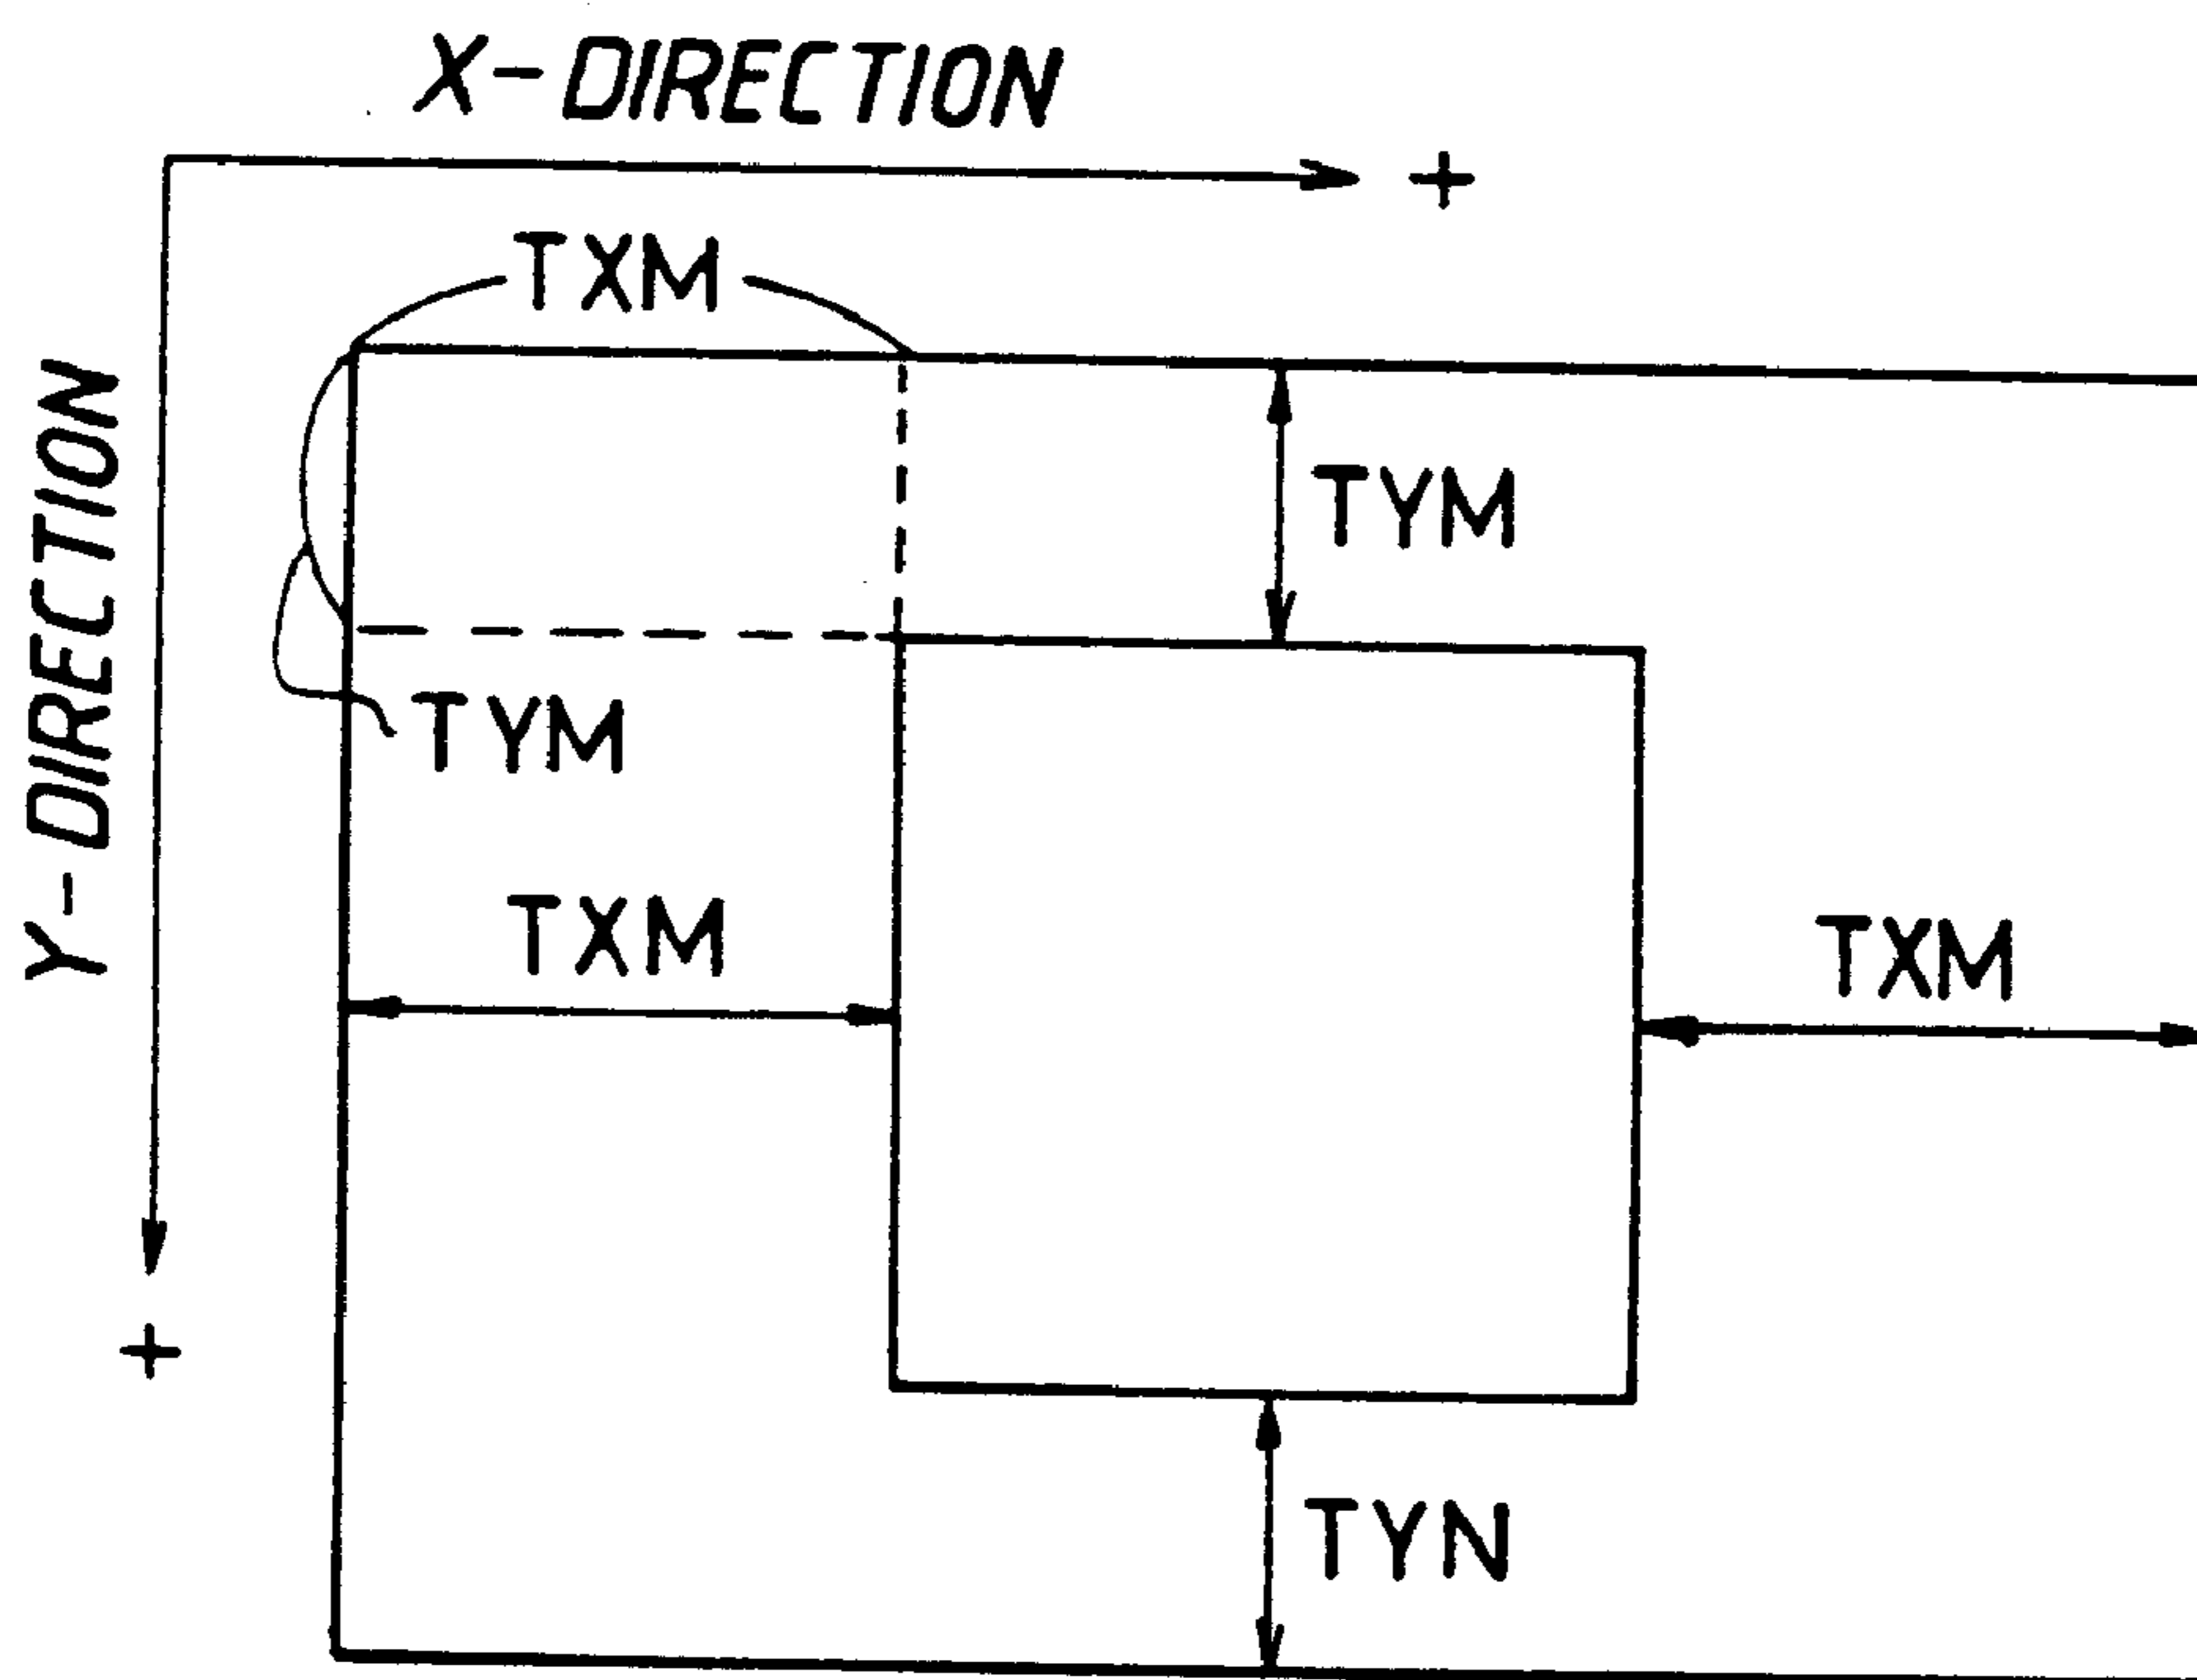 X-DIRECTION
+
TXM
TYM
Y-DIRECTION
TYM
TXM
TXM
+
TYN